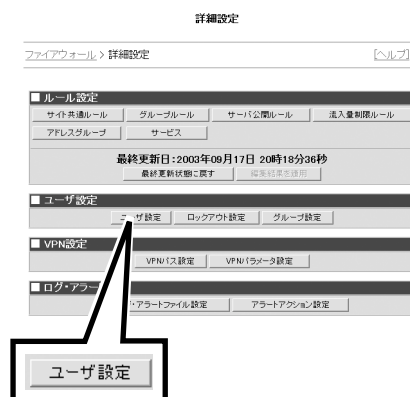 詳細設定
ファイアウォール > 詳細設定 [ヘルプ]
■ ルール設定
サイト共通ルール グループルール サーバ公開ルール 流入量制限ルール
アドレスグループ サービス
最終更新日:2003年09月17日 20時18分36秒
最終更新状態に戻す 編集結果を適用
■ ユーザ設定
ユーザ設定 ロックアウト設定 グループ設定
■ VPN設定
VPNパス設定 VPNパラメータ設定
■ ログ・アラー
・アラートファイル設定 アラートアクション設定
ユーザ設定